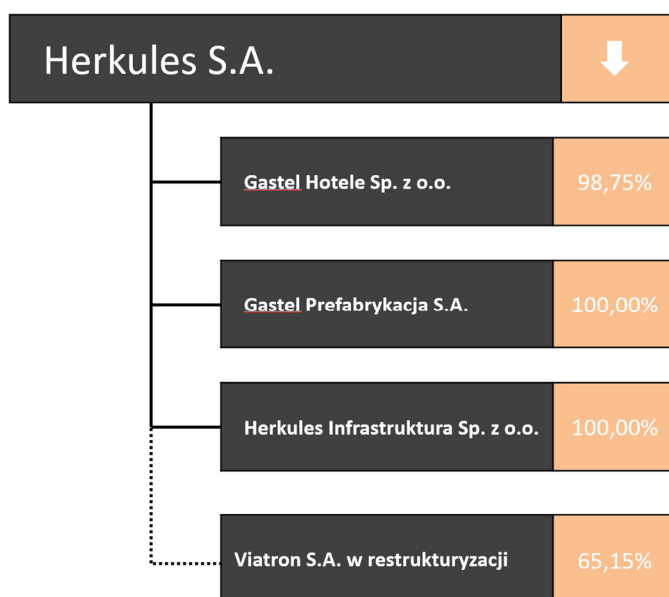 Herkules S.A.
Gastel Hotele Sp. z o.o. 98,75%
Gastel Prefabrykacja S.A. 100,00%
Herkules Infrastruktura Sp. z o.o. 100,00%
Viatron S.A. w restrukturyzacji 65,15%